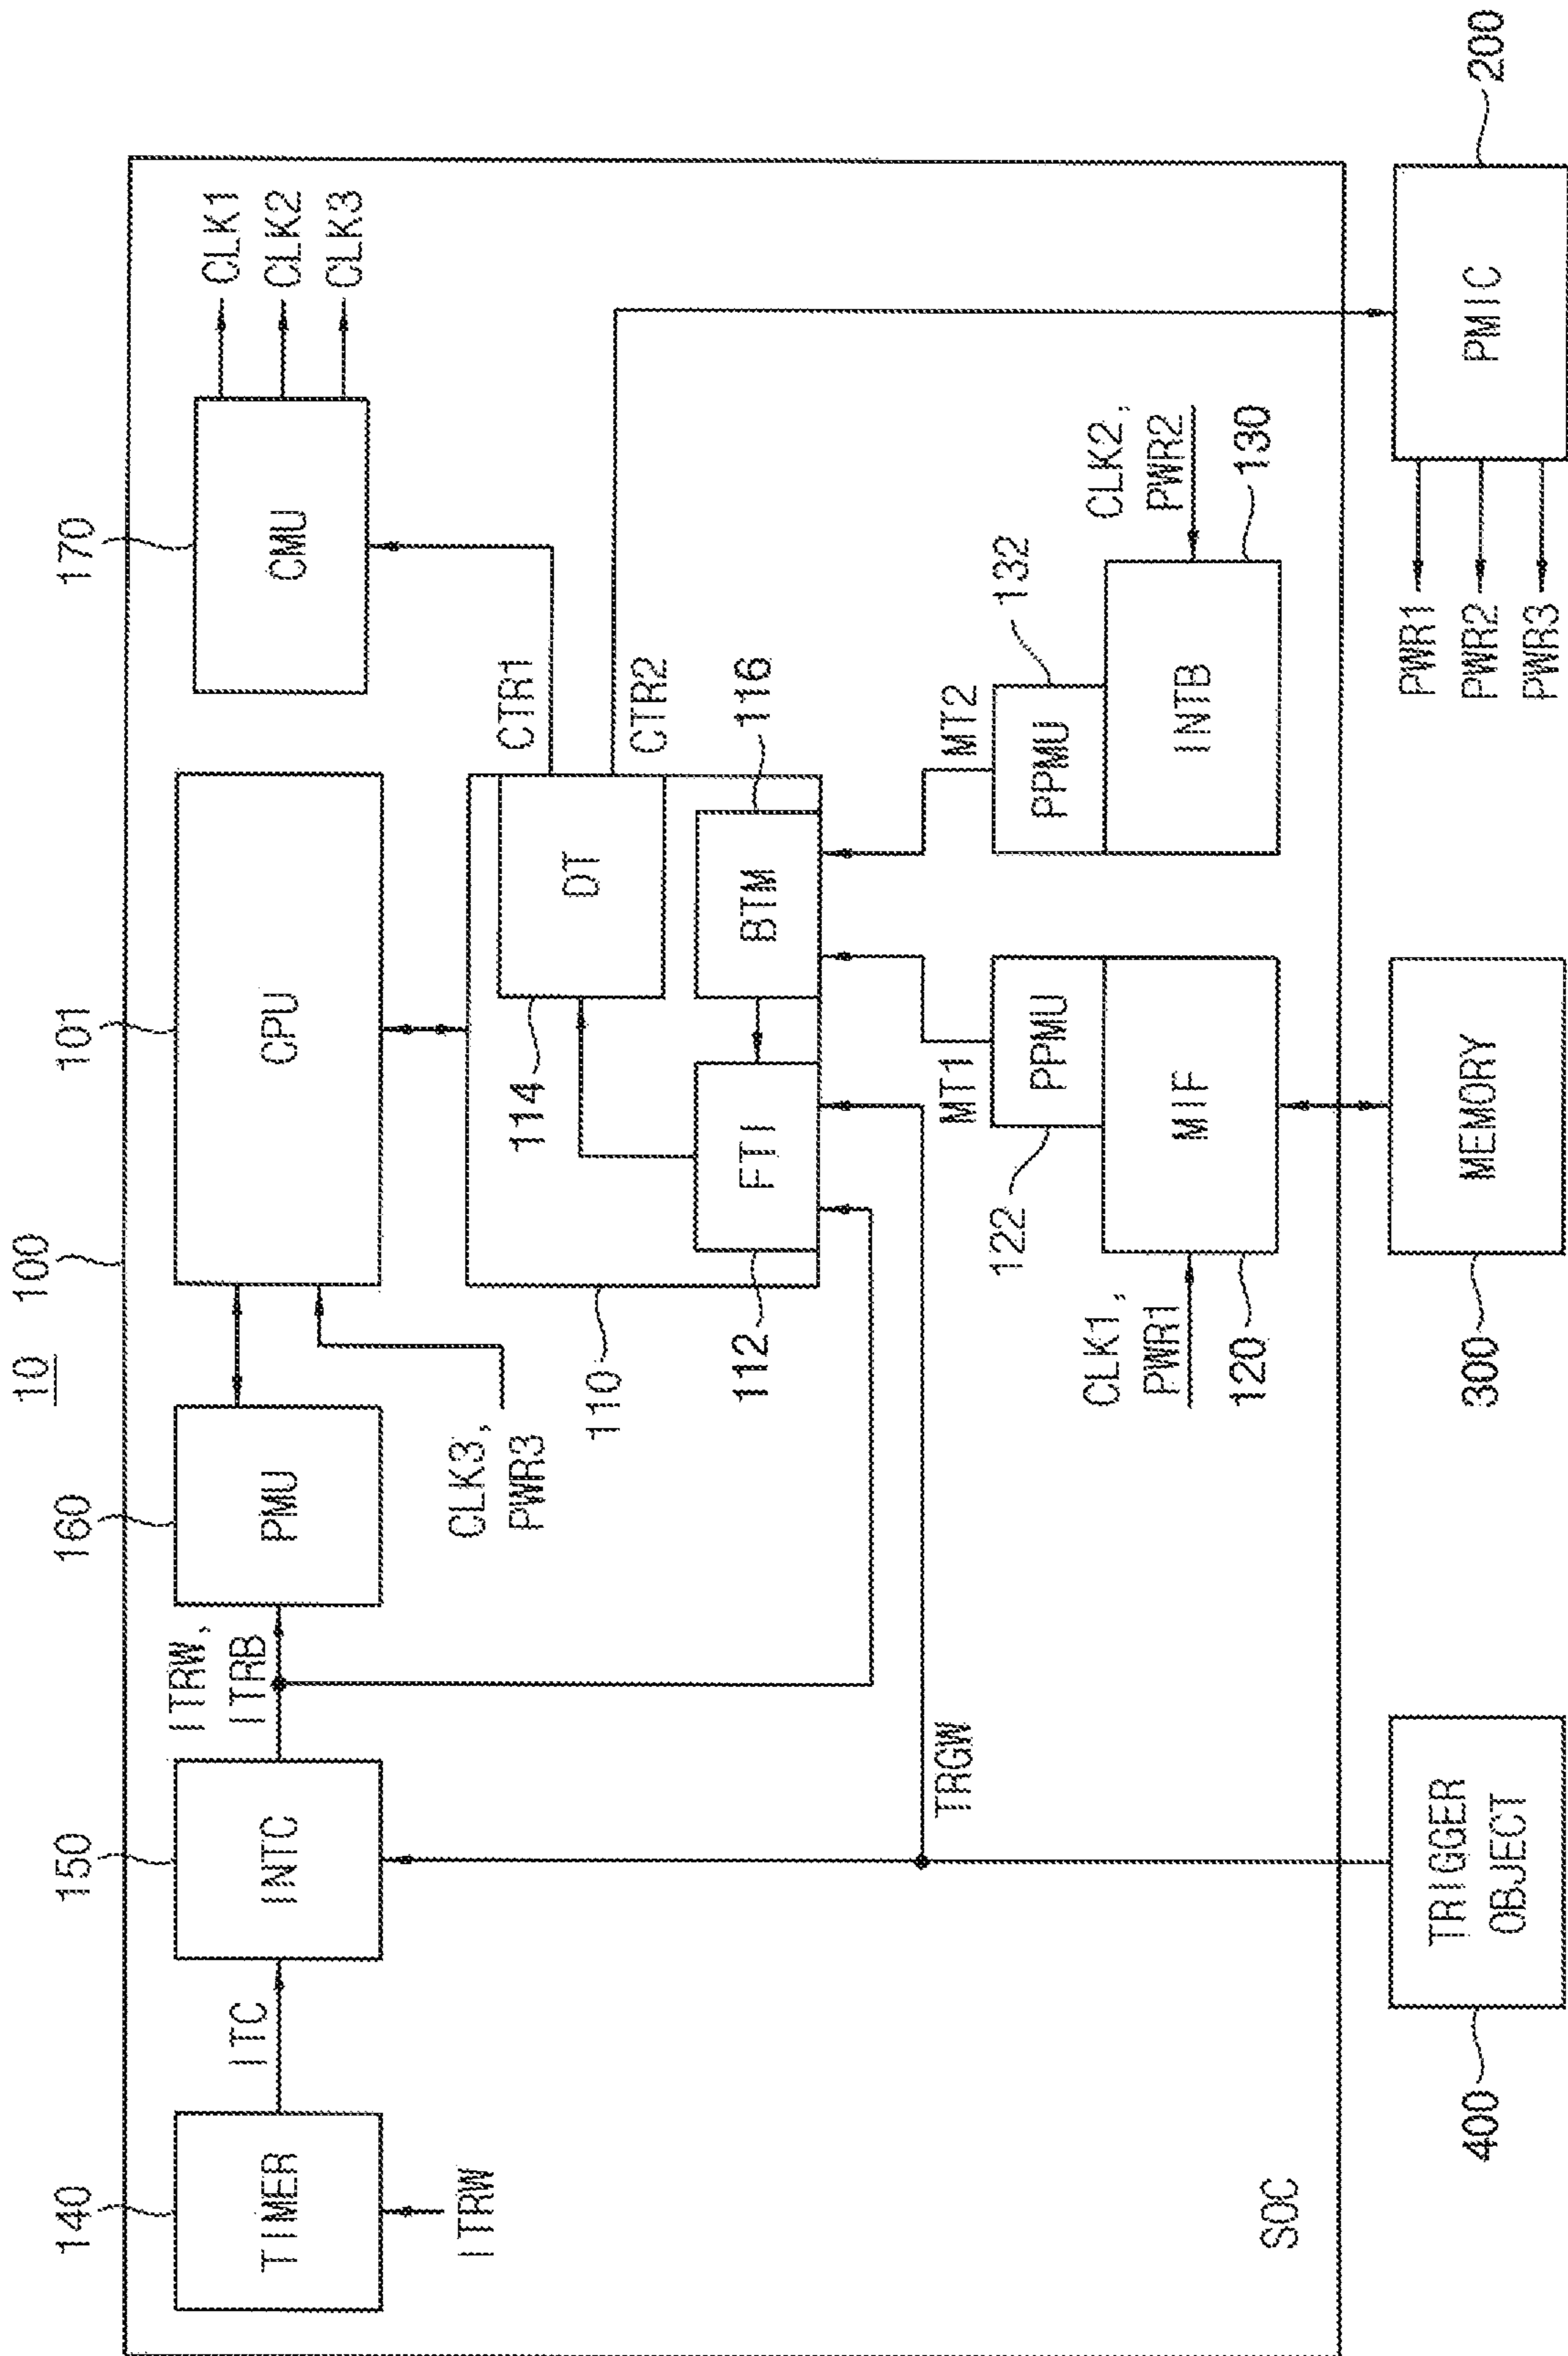 10
100
101
160
150
140
170
CPU
PMU
INTC
TIMER
CMU
CLK1
CLK2
CLK3
ITRW,
ITRB
ITC
ITRW
CLK3,
PWR3
110
114
DT
CTR1
CTR2
116
BTM
FTI
112
TRGW
MT1
MT2
122
PPMU
MIF
CLK1,
PWR1
120
132
PPMU
INTB
CLK2,
PWR2
130
SOC
400
TRIGGER
OBJECT
300
MEMORY
PWR1
PWR2
PWR3
PMIC
200